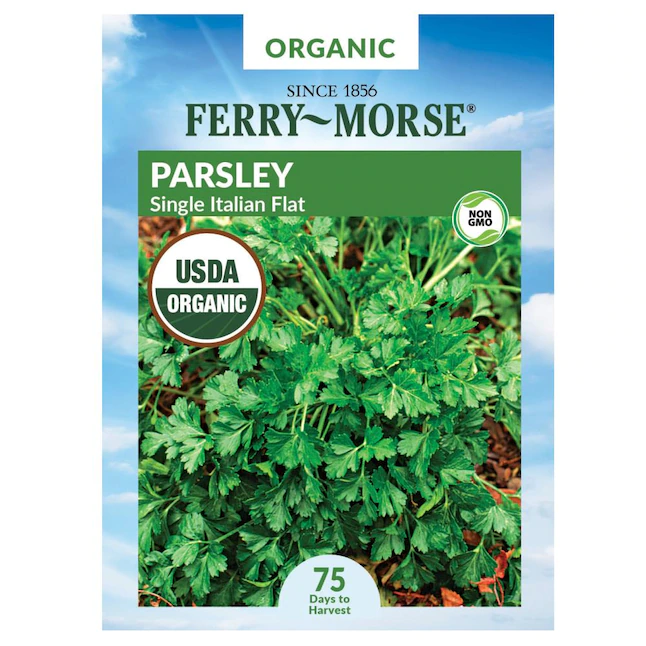 ORGANIC
SINCE 1856
FERRY~MORSE®
PARSLEY
Single Italian Flat
NON
GMO
USDA
ORGANIC
75
Days to
Harvest